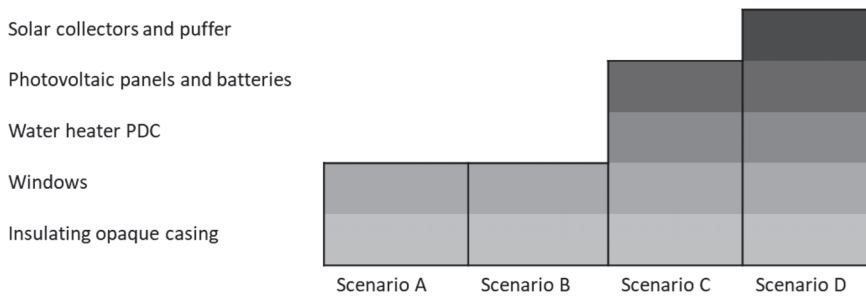 Solar collectors and puffer
Photovoltaic panels and batteries
Water heater PDC
Windows
Insulating opaque casing
Scenario A
Scenario B
Scenario C
Scenario D